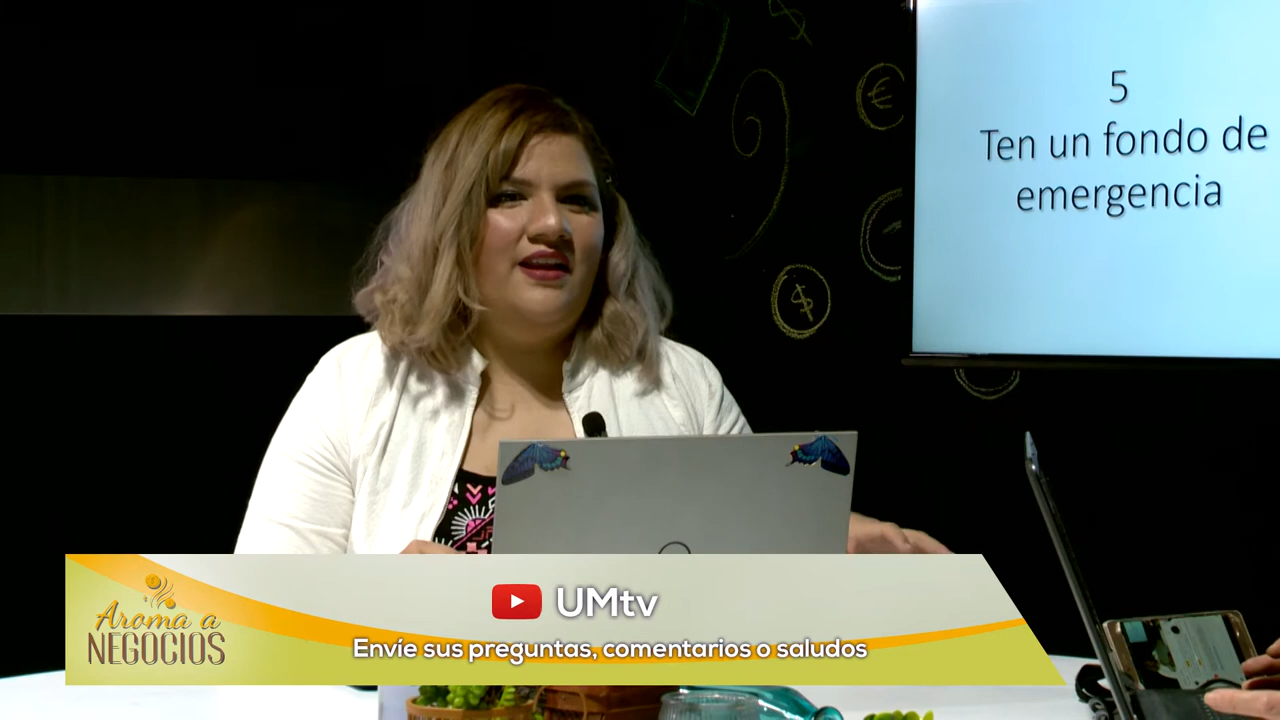 5
Ten un fondo de
emergencia
€
$
$
Aroma a
NEGOCIOS
UMtv
Envíe sus preguntas, comentarios o saludos